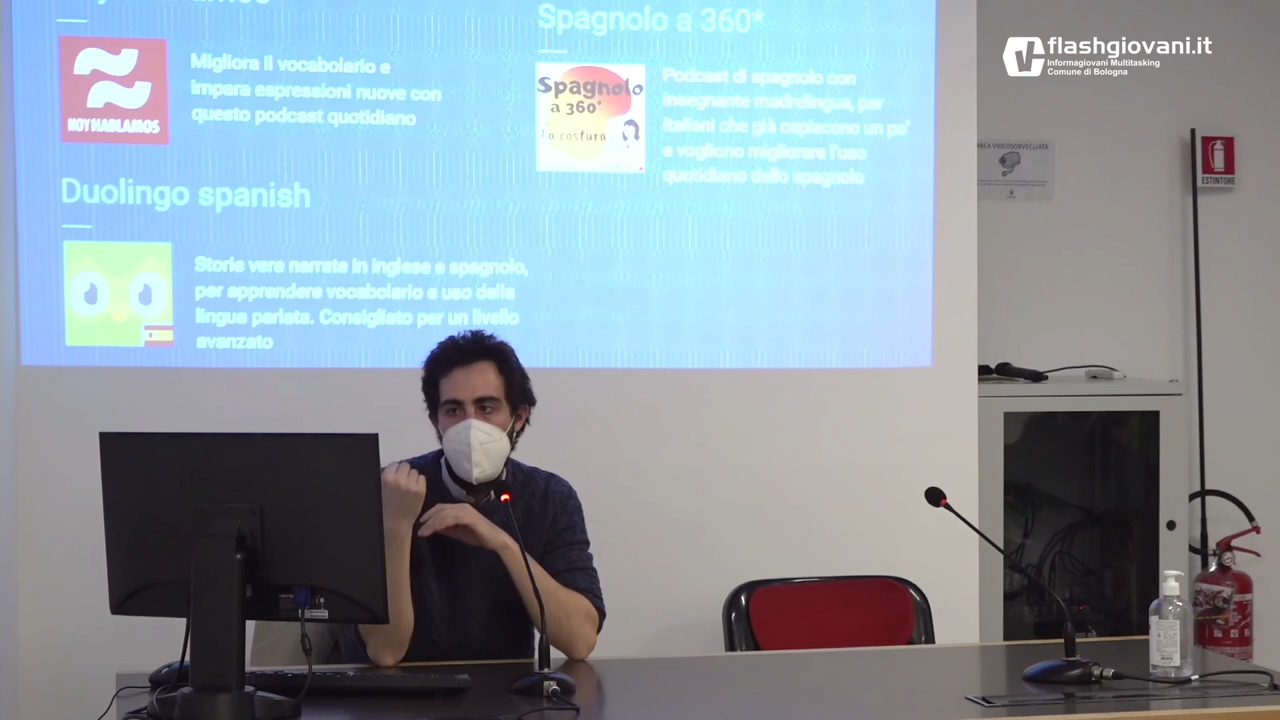 Spagnolo a 360*
flashgiovani.it
Informagiovani Multitasking
Comune di Bologna
Migliora il vocabolario e
impara espressioni nuove con
questo podcast quotidiano
HOY HABLAMOS
Spagnolo
a 360°
la costura
Podcast di spagnolo con
insegnante madrelingua, per
italiani che già capiscono un po'
e vogliono migliorare l'uso
quotidiano dello spagnolo
Duolingo spanish
Storie vere narrate in inglese e spagnolo,
per apprendere vocabolario e uso della
lingua parlata. Consigliato per un livello
avanzato
AREA VIDEOSORVEGLIATA
ESTINTORE